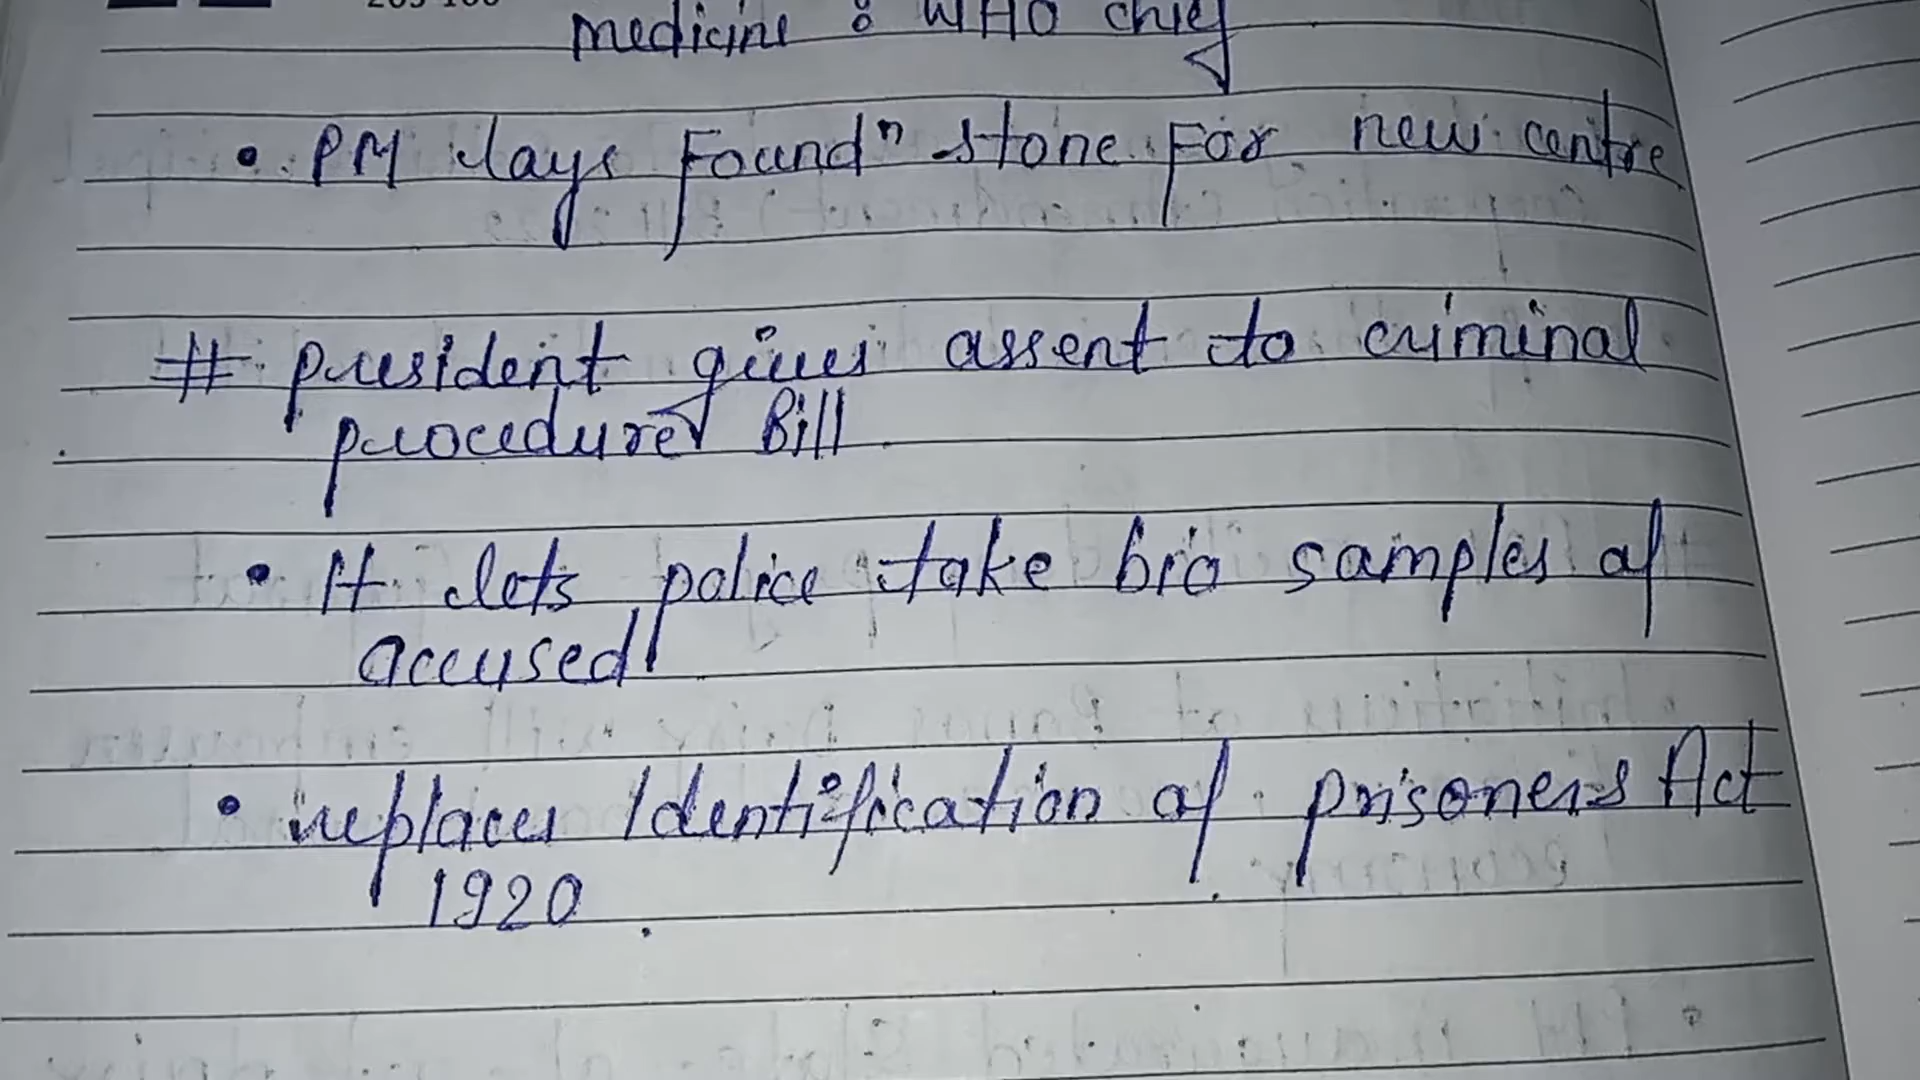 medicine : WHO chief
• PM lays Foundⁿ stone For new centre
# president gives assent to criminal
procedure Bill
• It lets police take bio samples of
accused
• replaces Identification of prisoners Act
1920